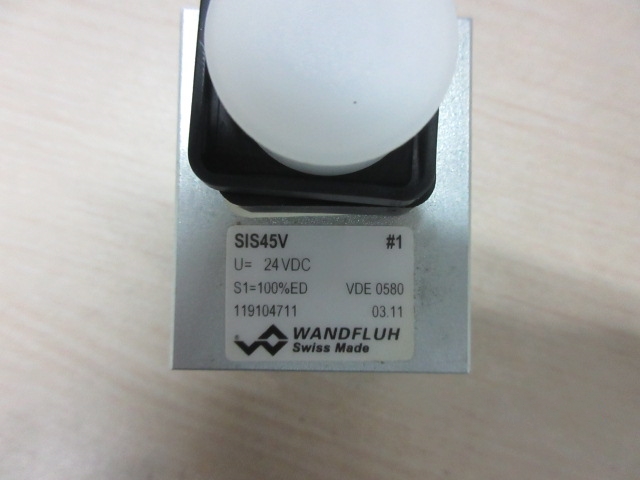 SIS45V #1
U= 24VDC
S1=100%ED VDE 0580
119104711 03.11
WANDFLUH
Swiss Made